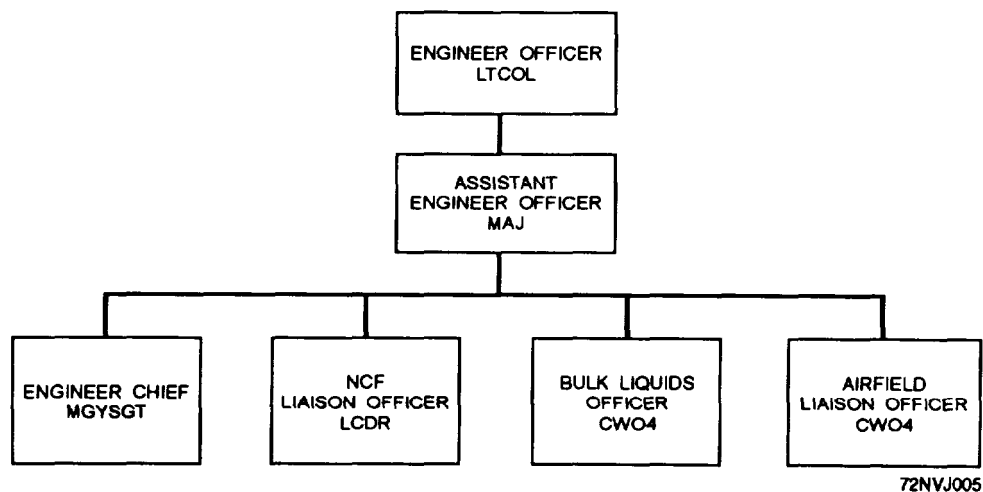 ENGINEER OFFICER
LTCOL
ASSISTANT
ENGINEER OFFICER
MAJ
ENGINEER CHIEF
MGYSGT
NCF
LIAISON OFFICER
LCDR
BULK LIQUIDS
OFFICER
CWO4
AIRFIELD
LIAISON OFFICER
CWO4
72NVJ005